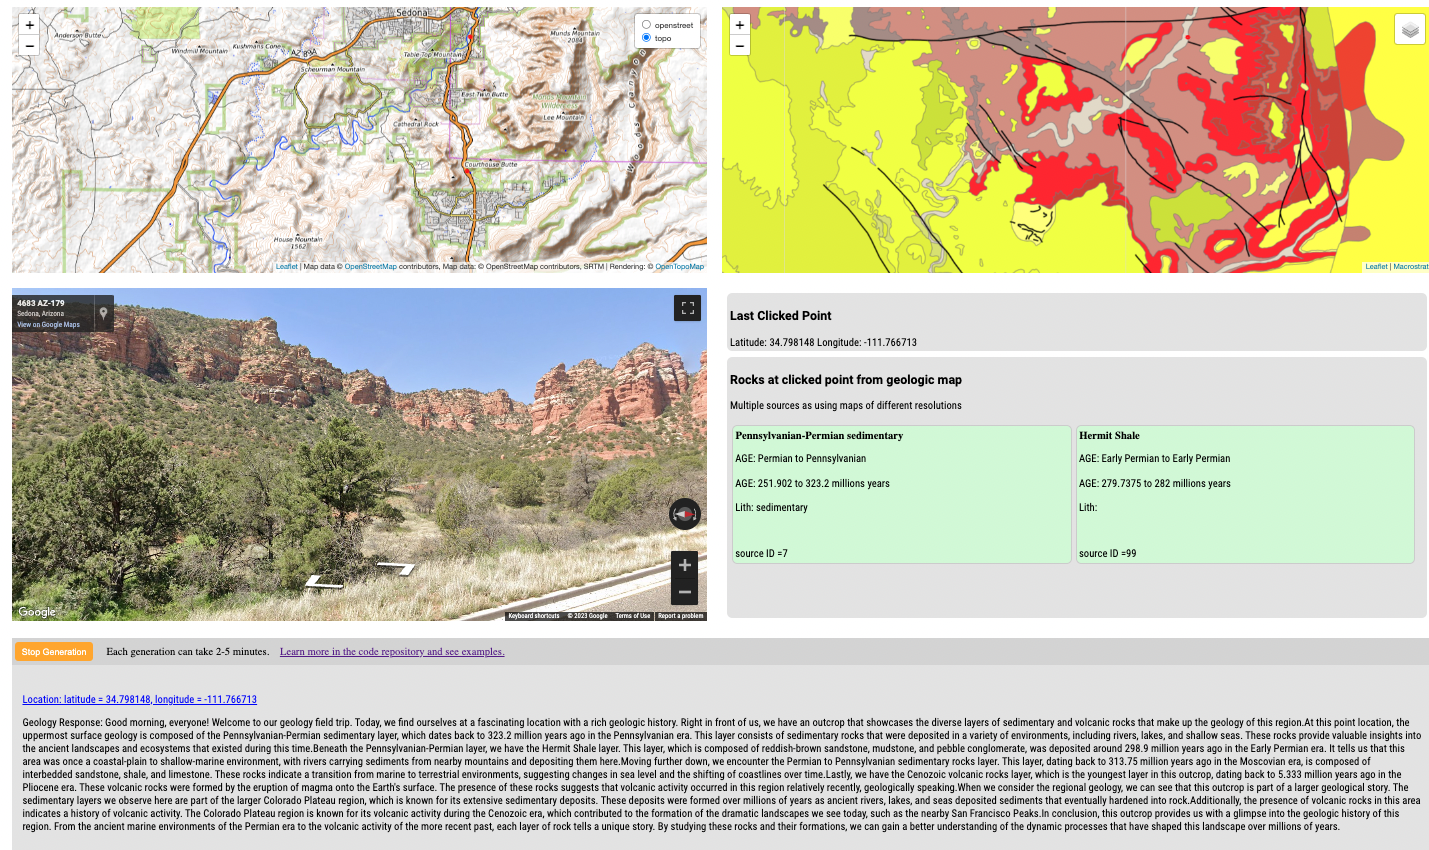 +
−
Sedona
openstreet
topo
Anderson Butte
Windmill Mountain
Kushmans Cone
AZ 89A
Munds Mountain
2084
Table Top Mountain
Scheurman Mountain
East Twin Butte
Munds Mountain
Wilderness
Lee Mountain
Cathedral Rock
Woods Canyon
Courthouse Butte
House Mountain
1562
Leaflet | Map data © OpenStreetMap contributors, Map data: © OpenStreetMap contributors, SRTM | Rendering: © OpenTopoMap
+
−
Leaflet | Macrostrat
4683 AZ-179
Sedona, Arizona
View on Google Maps
+
−
Google
Keyboard shortcuts © 2023 Google Terms of Use Report a problem
Last Clicked Point
Latitude: 34.798148 Longitude: -111.766713
Rocks at clicked point from geologic map
Multiple sources as using maps of different resolutions
Pennsylvanian-Permian sedimentary
AGE: Permian to Pennsylvanian
AGE: 251.902 to 323.2 millions years
Lith: sedimentary
source ID =7
Hermit Shale
AGE: Early Permian to Early Permian
AGE: 279.7375 to 282 millions years
Lith:
source ID =99
Stop Generation Each generation can take 2-5 minutes. Learn more in the code repository and see examples.
Location: latitude = 34.798148, longitude = -111.766713
Geology Response: Good morning, everyone! Welcome to our geology field trip. Today, we find ourselves at a fascinating location with a rich geologic history. Right in front of us, we have an outcrop that showcases the diverse layers of sedimentary and volcanic rocks that make up the geology of this region.At this point location, the
uppermost surface geology is composed of the Pennsylvanian-Permian sedimentary layer, which dates back to 323.2 million years ago in the Pennsylvanian era. This layer consists of sedimentary rocks that were deposited in a variety of environments, including rivers, lakes, and shallow seas. These rocks provide valuable insights into
the ancient landscapes and ecosystems that existed during this time.Beneath the Pennsylvanian-Permian layer, we have the Hermit Shale layer. This layer, which is composed of reddish-brown sandstone, mudstone, and pebble conglomerate, was deposited around 298.9 million years ago in the Early Permian era. It tells us that this
area was once a coastal-plain to shallow-marine environment, with rivers carrying sediments from nearby mountains and depositing them here.Moving further down, we encounter the Permian to Pennsylvanian sedimentary rocks layer. This layer, dating back to 313.75 million years ago in the Moscovian era, is composed of
interbedded sandstone, shale, and limestone. These rocks indicate a transition from marine to terrestrial environments, suggesting changes in sea level and the shifting of coastlines over time.Lastly, we have the Cenozoic volcanic rocks layer, which is the youngest layer in this outcrop, dating back to 5.333 million years ago in the
Pliocene era. These volcanic rocks were formed by the eruption of magma onto the Earth's surface. The presence of these rocks suggests that volcanic activity occurred in this region relatively recently, geologically speaking.When we consider the regional geology, we can see that this outcrop is part of a larger geological story. The
sedimentary layers we observe here are part of the larger Colorado Plateau region, which is known for its extensive sedimentary deposits. These deposits were formed over millions of years as ancient rivers, lakes, and seas deposited sediments that eventually hardened into rock.Additionally, the presence of volcanic rocks in this area
indicates a history of volcanic activity. The Colorado Plateau region is known for its volcanic activity during the Cenozoic era, which contributed to the formation of the dramatic landscapes we see today, such as the nearby San Francisco Peaks.In conclusion, this outcrop provides us with a glimpse into the geologic history of this
region. From the ancient marine environments of the Permian era to the volcanic activity of the more recent past, each layer of rock tells a unique story. By studying these rocks and their formations, we can gain a better understanding of the dynamic processes that have shaped this landscape over millions of years.